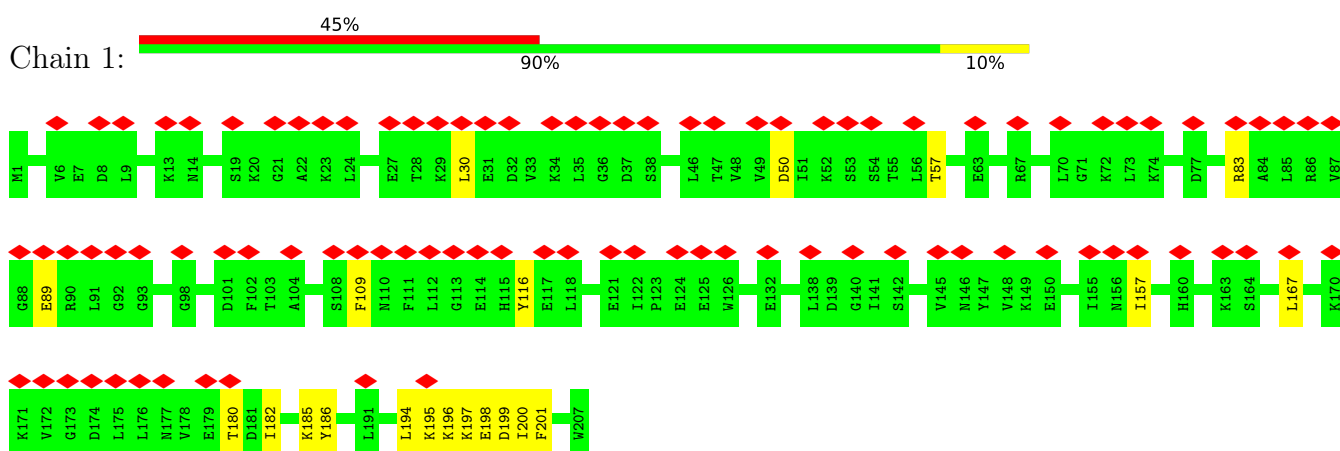 45%
Chain 1:
90% 10%
M1 V6 E7 D8 L9 K13 N14 S19 K20 G21 A22 K23 L24 E27 T28 K29 L30 E31 D32 V33 K34 L35 G36 D37 S38 L46 T47 V48 V49 D50 I51 K52 S53 S54 T55 L56 T57 E63 R67 L70 G71 K72 L73 K74 D77 R83 A84 L85 R86 V87
G88 E89 R90 L91 G92 G93 G98 D101 F102 T103 A104 S108 F109 N110 F111 L112 G113 E114 H115 Y116 E117 L118 E121 I122 P123 E124 E125 W126 E132 L138 D139 G140 I141 S142 V145 N146 Y147 V148 K149 E150 I155 N156 I157 H160 K163 S164 L167 K170
K171 V172 G173 D174 L175 L176 N177 V178 E179 T180 D181 I182 K185 Y186 L191 L194 K195 K196 K197 E198 D199 I200 F201 W207